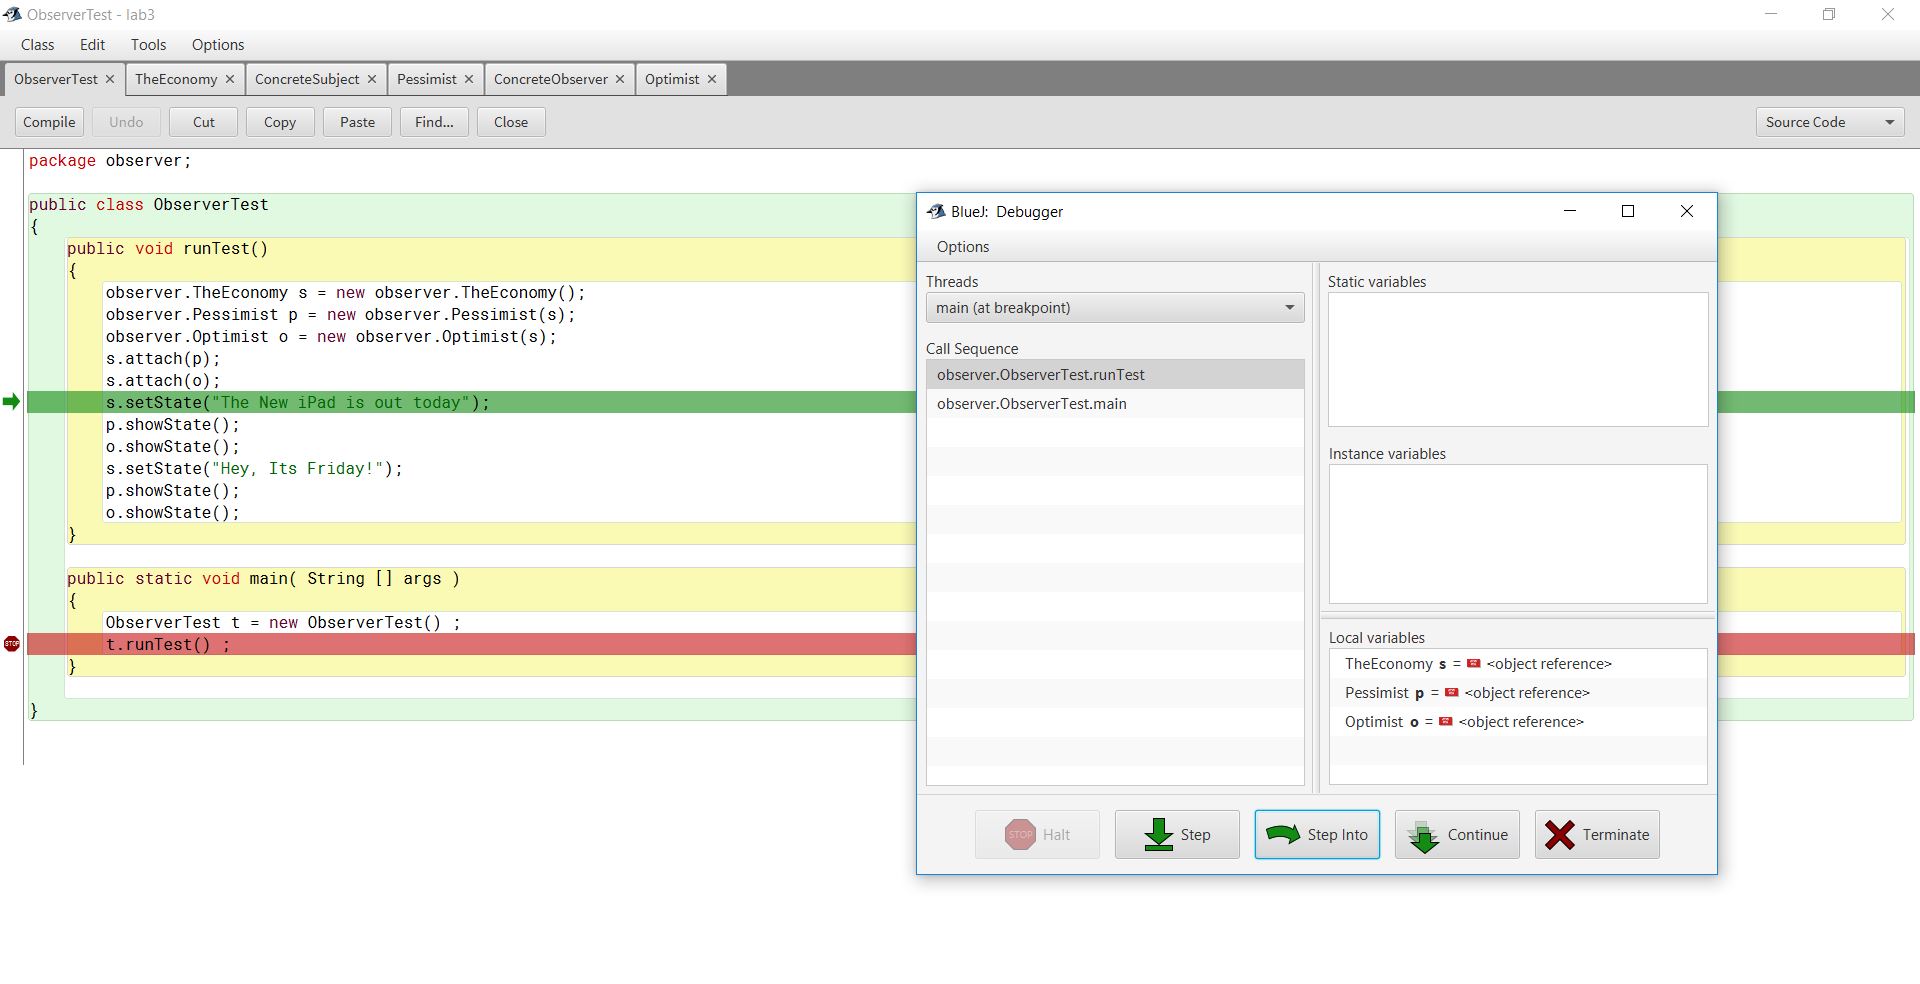 ObserverTest - lab3
Class Edit Tools Options
ObserverTest TheEconomy ConcreteSubject Pessimist ConcreteObserver Optimist
Compile Undo Cut Copy Paste Find... Close Source Code
package observer;
public class ObserverTest
{
public void runTest()
{
observer.TheEconomy s = new observer.TheEconomy();
observer.Pessimist p = new observer.Pessimist(s);
observer.Optimist o = new observer.Optimist(s);
s.attach(p);
s.attach(o);
s.setState("The New iPad is out today");
p.showState();
o.showState();
s.setState("Hey, Its Friday!");
p.showState();
o.showState();
}
public static void main( String [] args )
{
ObserverTest t = new ObserverTest() ;
STOP t.runTest() ;
}
}
BlueJ: Debugger
Options
Threads
main (at breakpoint)
Call Sequence
observer.ObserverTest.runTest
observer.ObserverTest.main
Static variables
Instance variables
Local variables
TheEconomy s = <object reference>
Pessimist p = <object reference>
Optimist o = <object reference>
STOP Halt Step Step Into Continue Terminate